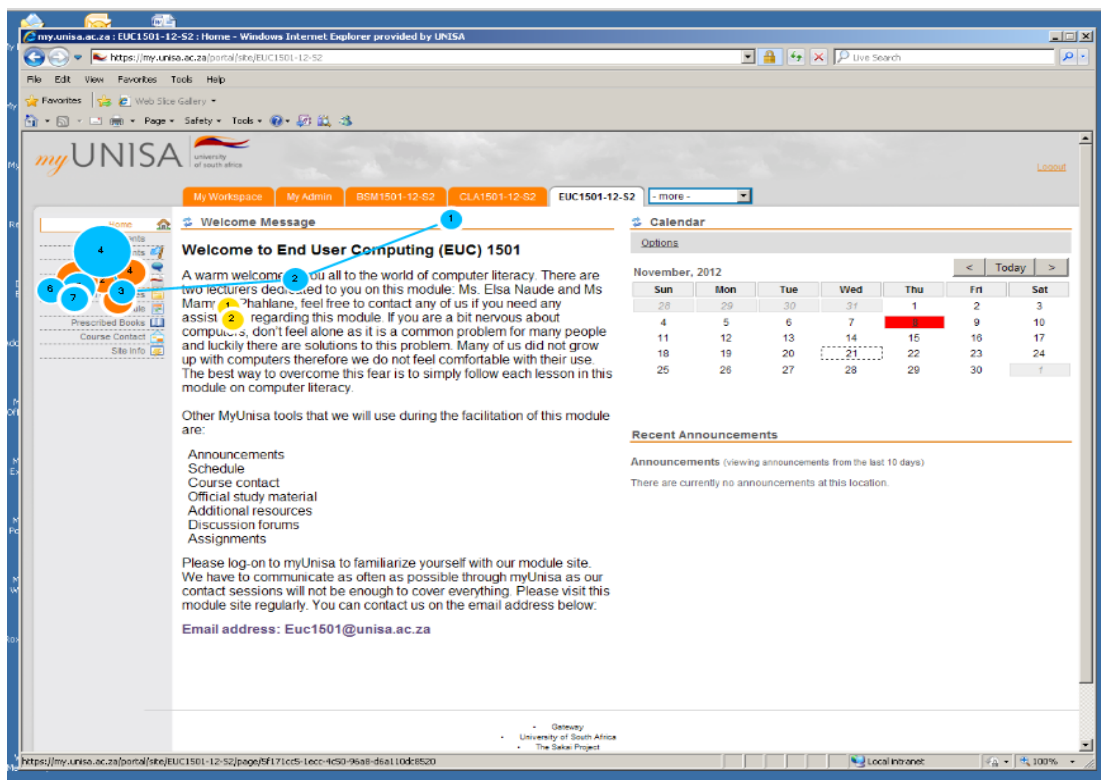 my.unisa.ac.za : EUC1501-12-S2 : Home - Windows Internet Explorer provided by UNISA
https://my.unisa.ac.za/portal/site/EUC1501-12-S2
Live Search
File Edit View Favorites Tools Help
Favorites Web Slice Gallery
Page Safety Tools
my UNISA university of south africa
Logout
My Workspace My Admin BSM1501-12-S2 CLA1501-12-S2 EUC1501-12-S2 - more -
1
Home
Prescribed Books
Course Contact
Site Info
4
4
2
6
7
3
Welcome Message
Welcome to End User Computing (EUC) 1501
A warm welcome you all to the world of computer literacy. There are
two lecturers dedicated to you on this module: Ms. Elsa Naude and Ms
Phahlane, feel free to contact any of us if you need any
regarding this module. If you are a bit nervous about
computers, don't feel alone as it is a common problem for many people
and luckily there are solutions to this problem. Many of us did not grow
up with computers therefore we do not feel comfortable with their use.
The best way to overcome this fear is to simply follow each lesson in this
module on computer literacy.
2
1
2
Other MyUnisa tools that we will use during the facilitation of this module
are:
Announcements
Schedule
Course contact
Official study material
Additional resources
Discussion forums
Assignments
Please log-on to myUnisa to familiarize yourself with our module site.
We have to communicate as often as possible through myUnisa as our
contact sessions will not be enough to cover everything. Please visit this
module site regularly. You can contact us on the email address below:
Email address: Euc1501@unisa.ac.za
Calendar
Options
November, 2012 < Today >
Sun Mon Tue Wed Thu Fri Sat
28 29 30 31 1 2 3
4 5 6 7 8 9 10
11 12 13 14 15 16 17
18 19 20 21 22 23 24
25 26 27 28 29 30 1
Recent Announcements
Announcements (viewing announcements from the last 10 days)
There are currently no announcements at this location.
Gateway
University of South Africa
The Sakai Project
https://my.unisa.ac.za/portal/site/EUC1501-12-S2/page/5f171cc5-1ecc-4c50-96a8-d6a110dc8520
Local intranet
100%